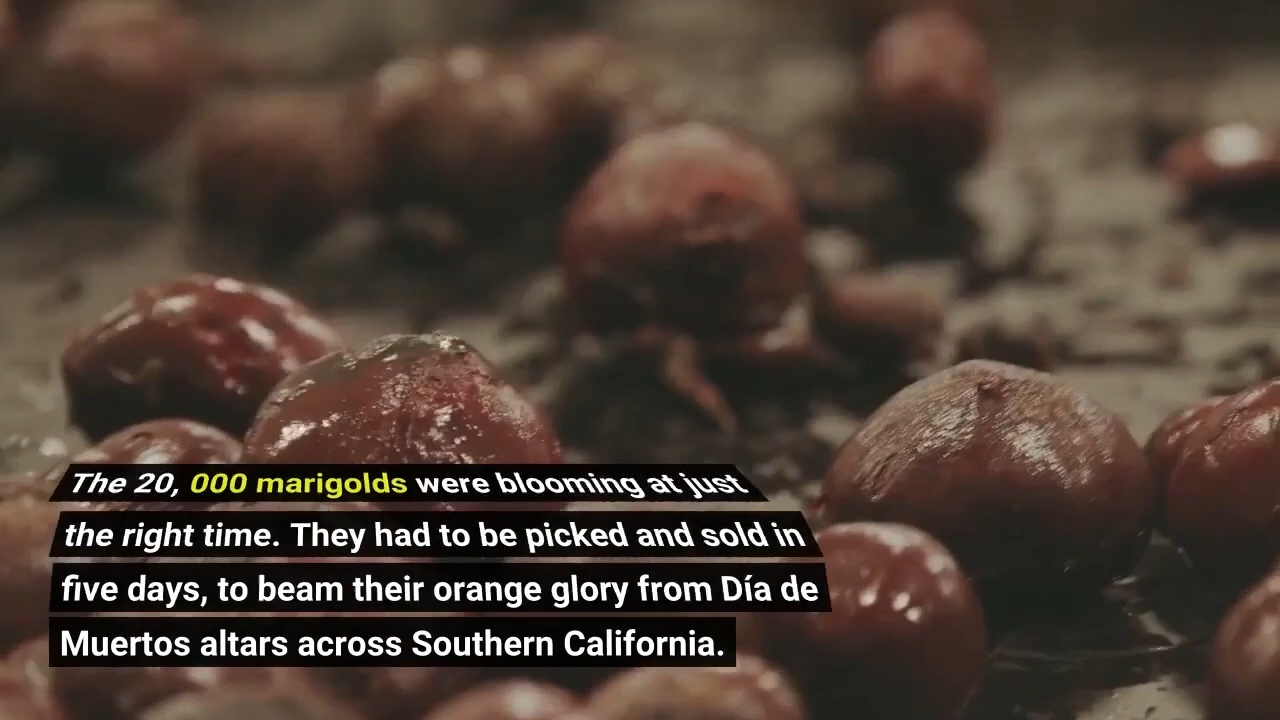 The 20, 000 marigolds were blooming at just
the right time. They had to be picked and sold in
five days, to beam their orange glory from Día de
Muertos altars across Southern California.